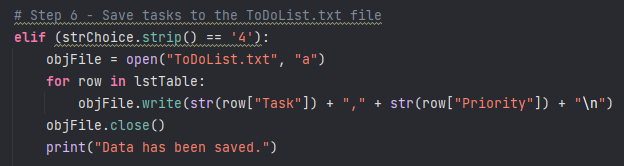 # Step 6 - Save tasks to the ToDoList.txt file
elif (strChoice.strip() == '4'):
    objFile = open("ToDoList.txt", "a")
    for row in lstTable:
        objFile.write(str(row["Task"]) + "," + str(row["Priority"]) + "\n")
    objFile.close()
    print("Data has been saved.")